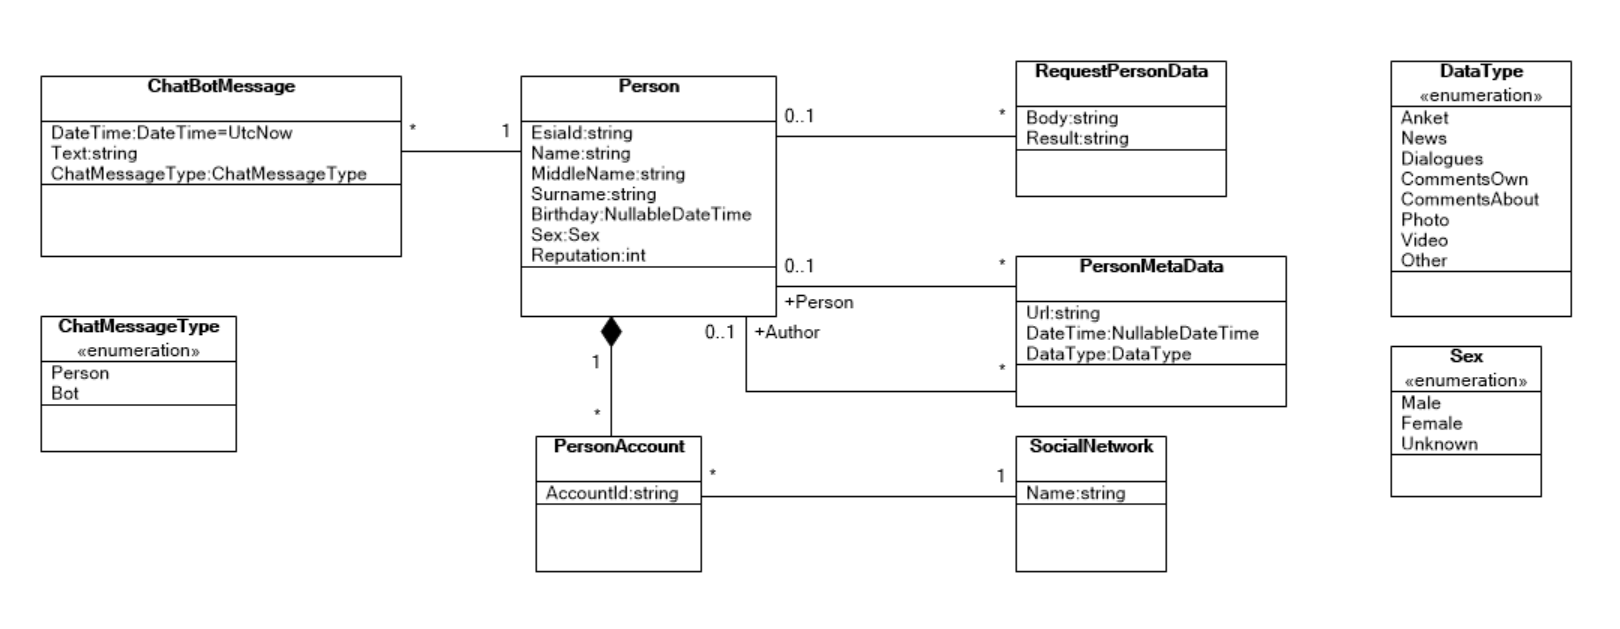 ChatBotMessage
DateTime:DateTime=UtcNow
Text:string
ChatMessageType:ChatMessageType
*
1
Person
EsiaId:string
Name:string
MiddleName:string
Surname:string
Birthday:NullableDateTime
Sex:Sex
Reputation:int
0..1
*
RequestPersonData
Body:string
Result:string
DataType
«enumeration»
Anket
News
Dialogues
CommentsOwn
CommentsAbout
Photo
Video
Other
0..1
*
+Person
0..1
+Author
*
PersonMetaData
Url:string
DateTime:NullableDateTime
DataType:DataType
ChatMessageType
«enumeration»
Person
Bot
1
*
Sex
«enumeration»
Male
Female
Unknown
PersonAccount
AccountId:string
*
1
SocialNetwork
Name:string